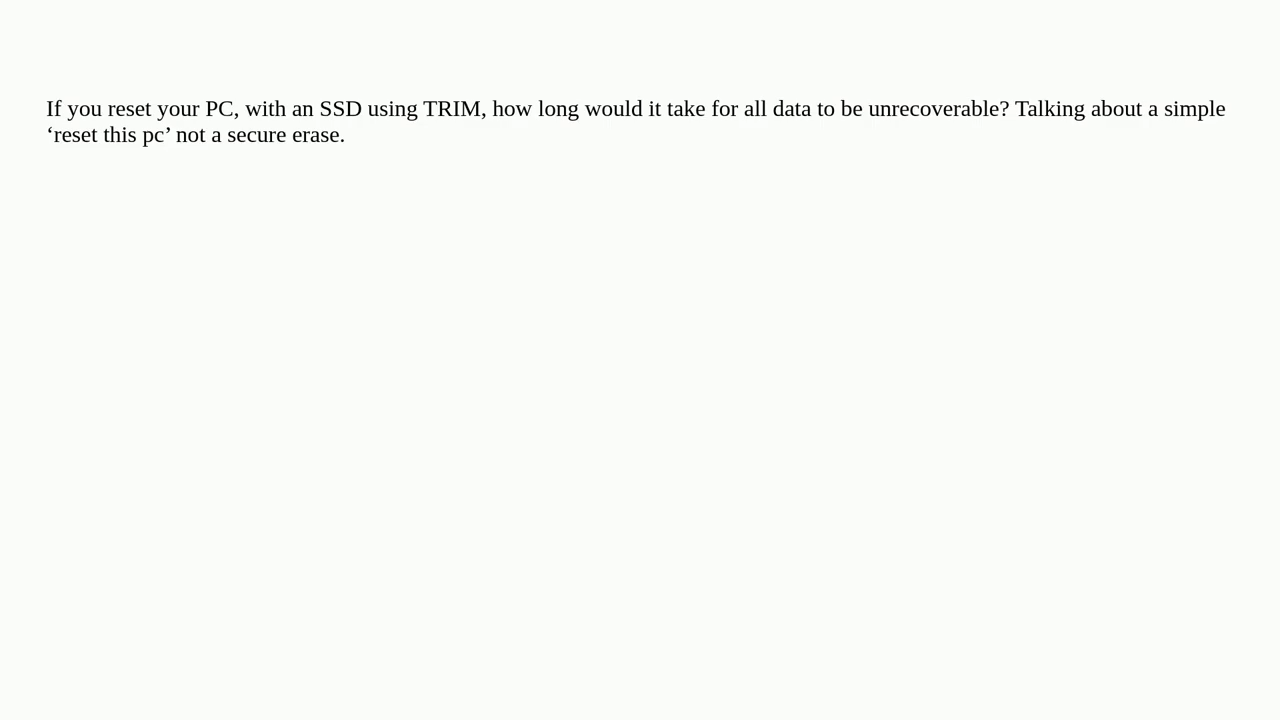 If you reset your PC, with an SSD using TRIM, how long would it take for all data to be unrecoverable? Talking about a simple
‘reset this pc’ not a secure erase.